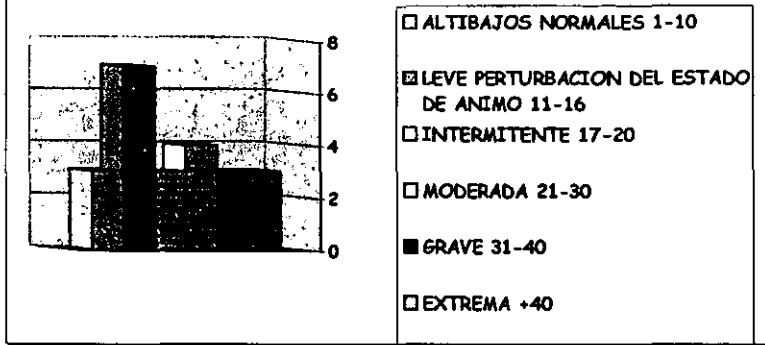 8
6
4
2
0
ALTIBAJOS NORMALES 1-10
LEVE PERTURBACION DEL ESTADO
DE ANIMO 11-16
INTERMITENTE 17-20
MODERADA 21-30
GRAVE 31-40
EXTREMA +40